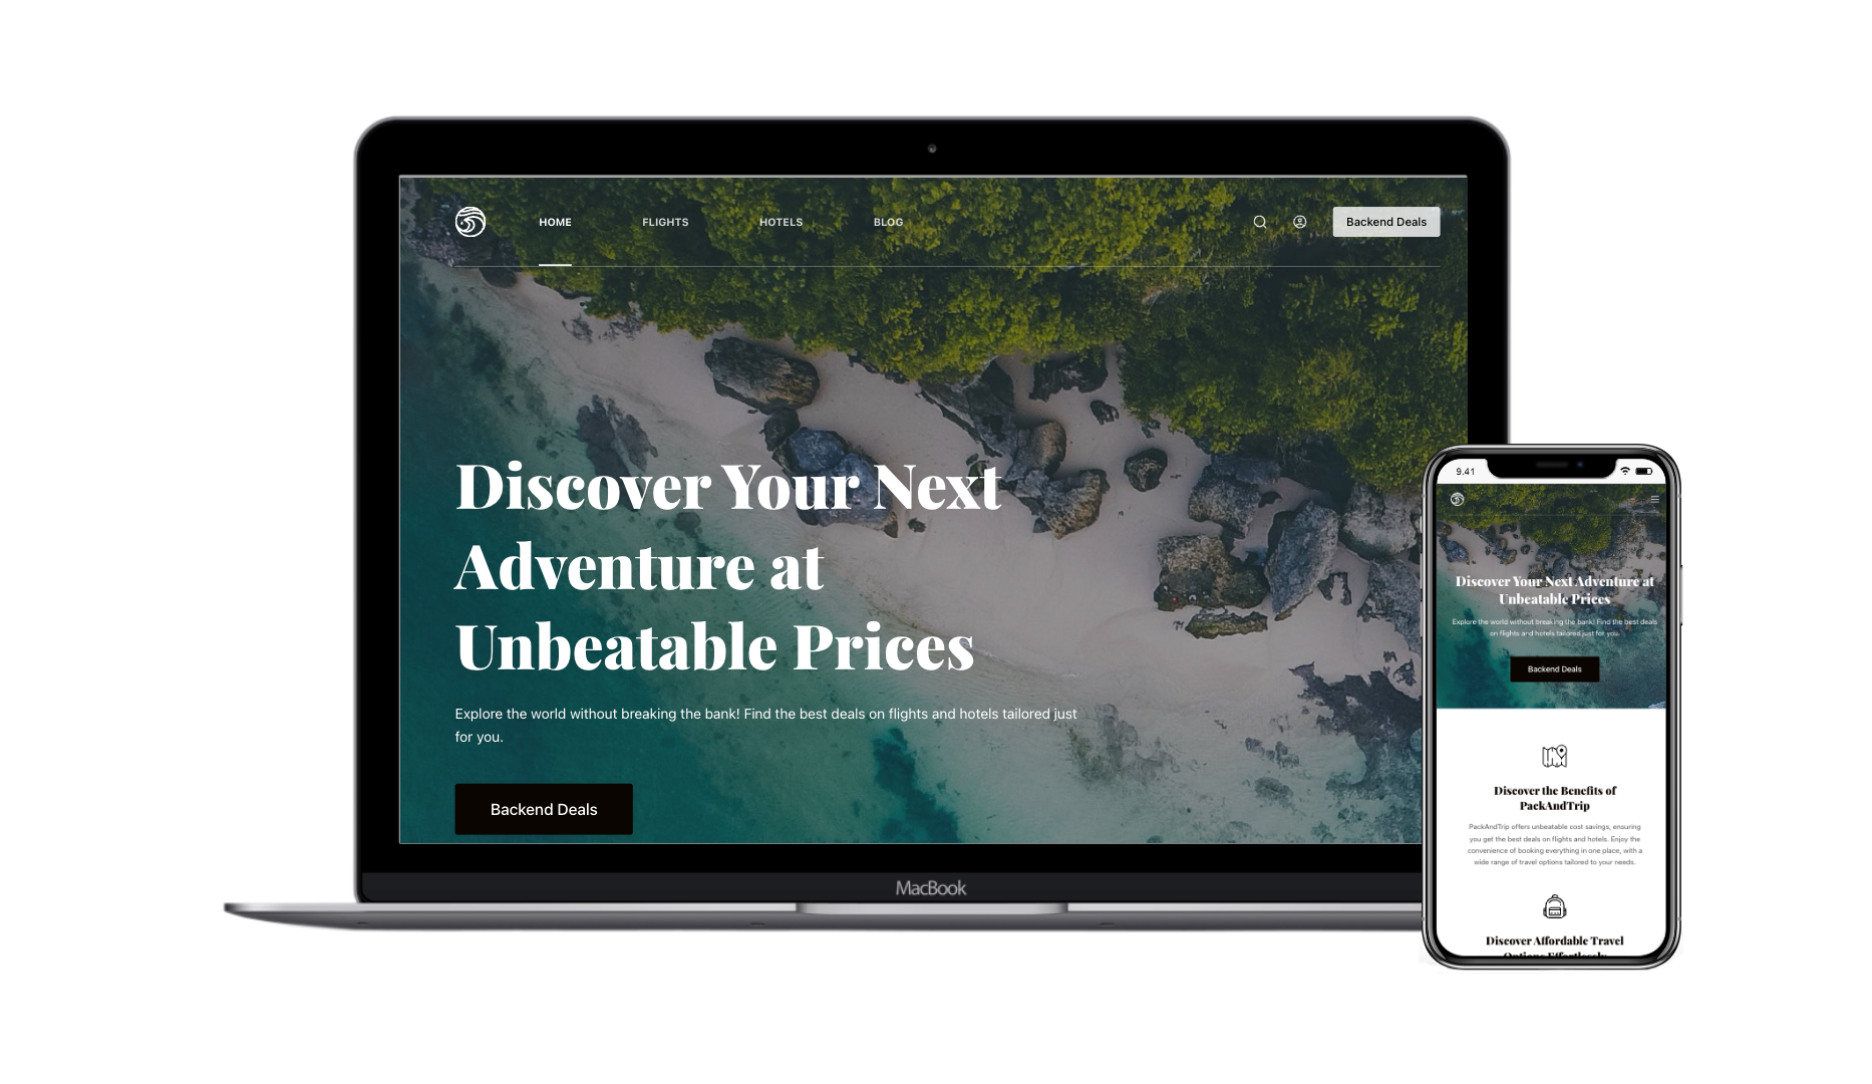 HOME FLIGHTS HOTELS BLOG Backend Deals
Discover Your Next
Adventure at
Unbeatable Prices
Explore the world without breaking the bank! Find the best deals on flights and hotels tailored just
for you.
Backend Deals
MacBook
9.41
Discover Your Next Adventure at
Unbeatable Prices
Explore the world without breaking the bank! Find the best deals
on flights and hotels tailored just for you.
Backend Deals
Discover the Benefits of
PackAndTrip
PackAndTrip offers unbeatable cost savings, ensuring
you get the best deals on flights and hotels. Enjoy the
convenience of booking everything in one place, with a
wide range of travel options tailored to your needs.
Discover Affordable Travel
Options Effortlessly